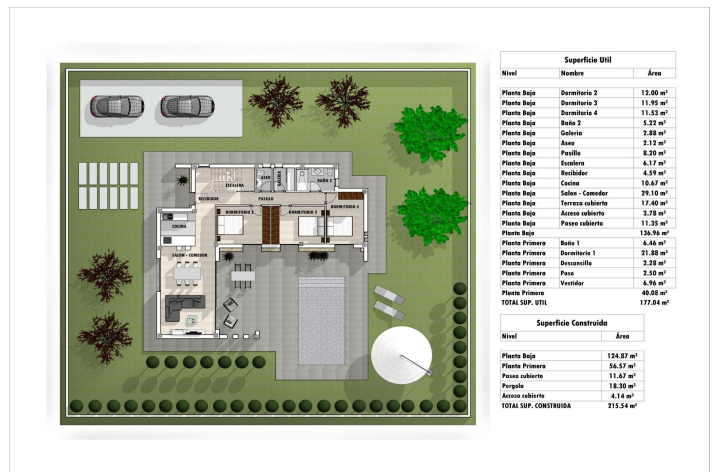 ESCALERA
ASEO
GALERIA
BAÑO 2
RECIBIDOR
PASILLO
DORMITORIO 4
DORMITORIO 2
DORMITORIO 3
COCINA
SALON - COMEDOR
Superficie Util
Nivel Nombre Área
Planta Baja Dormitorio 2 12.00 m²
Planta Baja Dormitorio 3 11.95 m²
Planta Baja Dormitorio 4 11.53 m²
Planta Baja Baño 2 5.22 m²
Planta Baja Galeria 2.88 m²
Planta Baja Aseo 2.12 m²
Planta Baja Pasillo 8.20 m²
Planta Baja Escalera 6.17 m²
Planta Baja Recibidor 4.59 m²
Planta Baja Cocina 10.67 m²
Planta Baja Salon - Comedor 29.10 m²
Planta Baja Terraza cubierta 17.40 m²
Planta Baja Acceso cubierto 3.78 m²
Planta Baja Paseo cubierto 11.35 m²
Planta Baja 136.96 m²
Planta Primera Baño 1 6.46 m²
Planta Primera Dormitorio 1 21.88 m²
Planta Primera Descansillo 2.28 m²
Planta Primera Paso 2.50 m²
Planta Primera Vestidor 6.96 m²
Planta Primera 40.08 m²
TOTAL SUP. UTIL 177.04 m²
Superficie Construida
Nivel Área
Planta Baja 124.87 m²
Planta Primera 56.57 m²
Paseo cubierto 11.67 m²
Pergola 18.30 m²
Acceso cubierto 4.14 m²
TOTAL SUP. CONSTRUIDA 215.54 m²